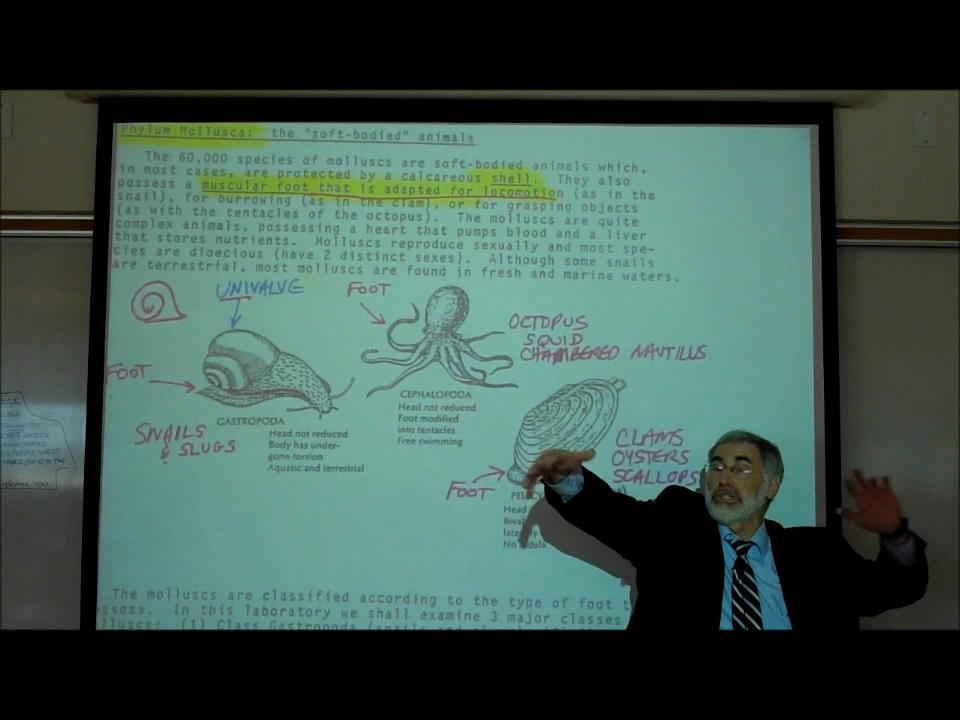 Phylum Mollusca: the "soft-bodied" animals
The 60,000 species of molluscs are soft-bodied animals which,
in most cases, are protected by a calcareous shell. They also
possess a muscular foot that is adapted for locomotion (as in the
snail), for burrowing (as in the clam), or for grasping objects
(as with the tentacles of the octopus). The molluscs are quite
complex animals, possessing a heart that pumps blood and a liver
that stores nutrients. Molluscs reproduce sexually and most spe-
cies are dioecious (have 2 distinct sexes). Although some snails
are terrestrial, most molluscs are found in fresh and marine waters.
UNIVALVE
FOOT
OCTOPUS
SQUID
CHAMBERED NAUTILUS
FOOT
CEPHALOPODA
Head not reduced
Foot modified
into tentacles
Free swimming
GASTROPODA
Head not reduced
Body has under-
gone torsion
Aquatic and terrestrial
SNAILS
& SLUGS
CLAMS
OYSTERS
SCALLOPS
FOOT
Head
No
The molluscs are classified according to the type of foot
In this laboratory we shall examine 3 major classes
(1) Class Gastropoda (snails and
THANK YOU